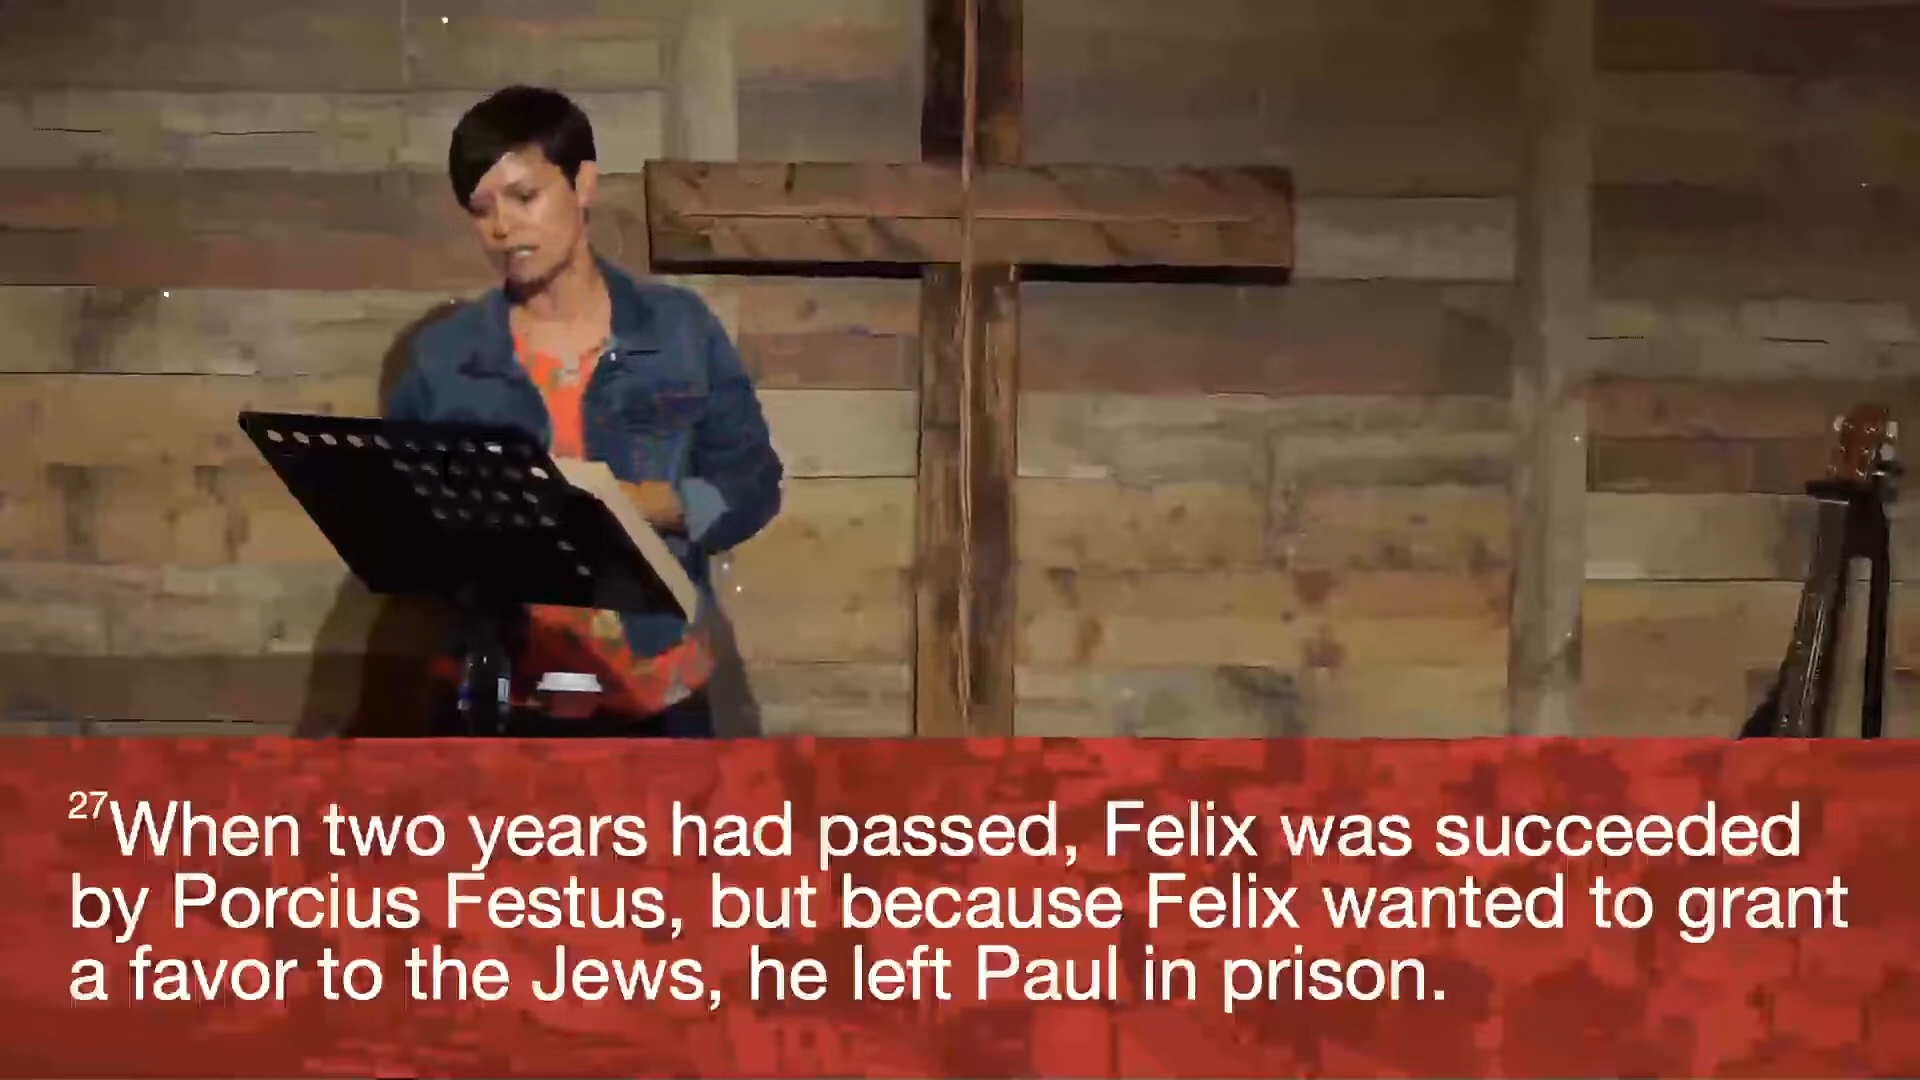 27When two years had passed, Felix was succeeded
by Porcius Festus, but because Felix wanted to grant
a favor to the Jews, he left Paul in prison.